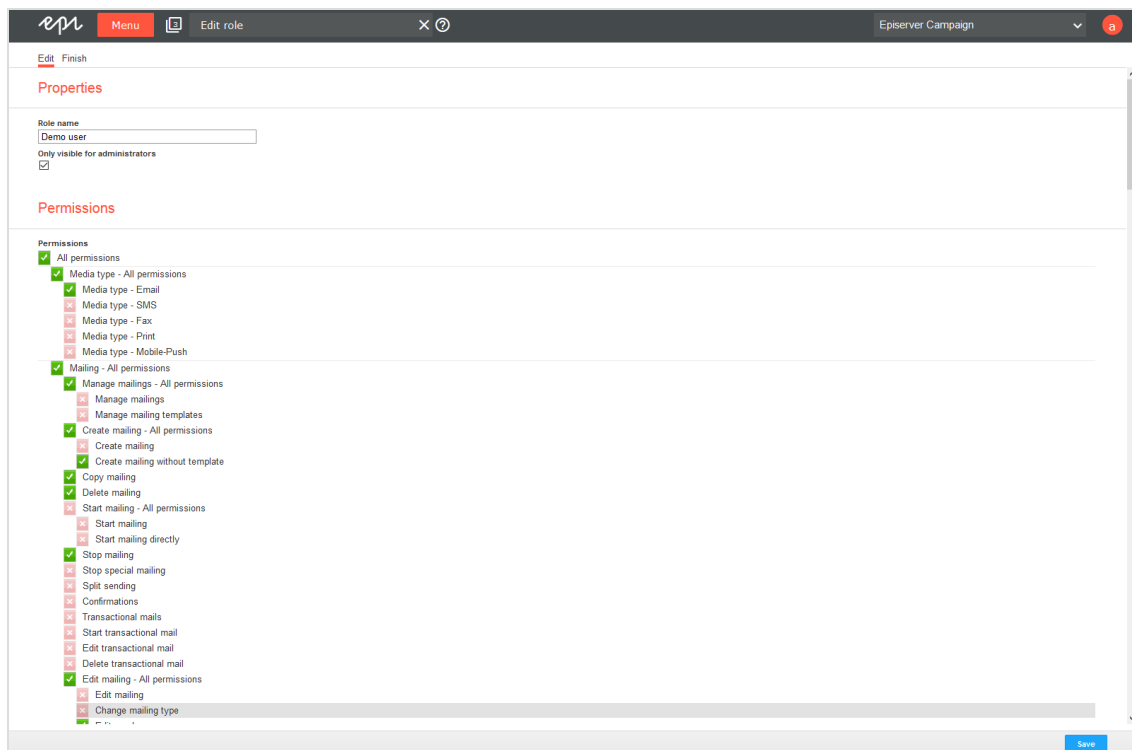 epi Menu 3 Edit role Episerver Campaign a
Edit Finish
Properties
Role name
Demo user
Only visible for administrators
Permissions
Permissions
All permissions
Media type - All permissions
Media type - Email
Media type - SMS
Media type - Fax
Media type - Print
Media type - Mobile-Push
Mailing - All permissions
Manage mailings - All permissions
Manage mailings
Manage mailing templates
Create mailing - All permissions
Create mailing
Create mailing without template
Copy mailing
Delete mailing
Start mailing - All permissions
Start mailing
Start mailing directly
Stop mailing
Stop special mailing
Split sending
Confirmations
Transactional mails
Start transactional mail
Edit transactional mail
Delete transactional mail
Edit mailing - All permissions
Edit mailing
Change mailing type
Save